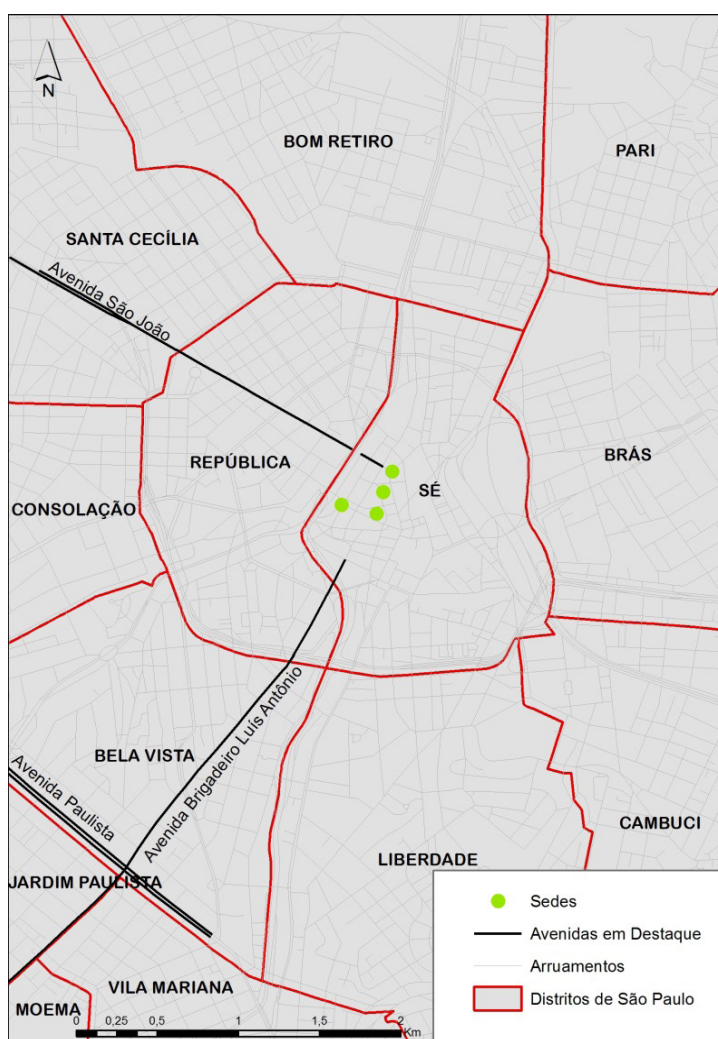 N
BOM RETIRO
PARI
SANTA CECÍLIA
Avenida São João
REPÚBLICA
SÉ
BRÁS
CONSOLAÇÃO
Avenida Brigadeiro Luís Antônio
BELA VISTA
Avenida Paulista
CAMBUCI
LIBERDADE
JARDIM PAULISTA
VILA MARIANA
MOEMA
Sedes
Avenidas em Destaque
Arruamentos
Distritos de São Paulo
0 0,25 0,5 1 1,5 2
Km